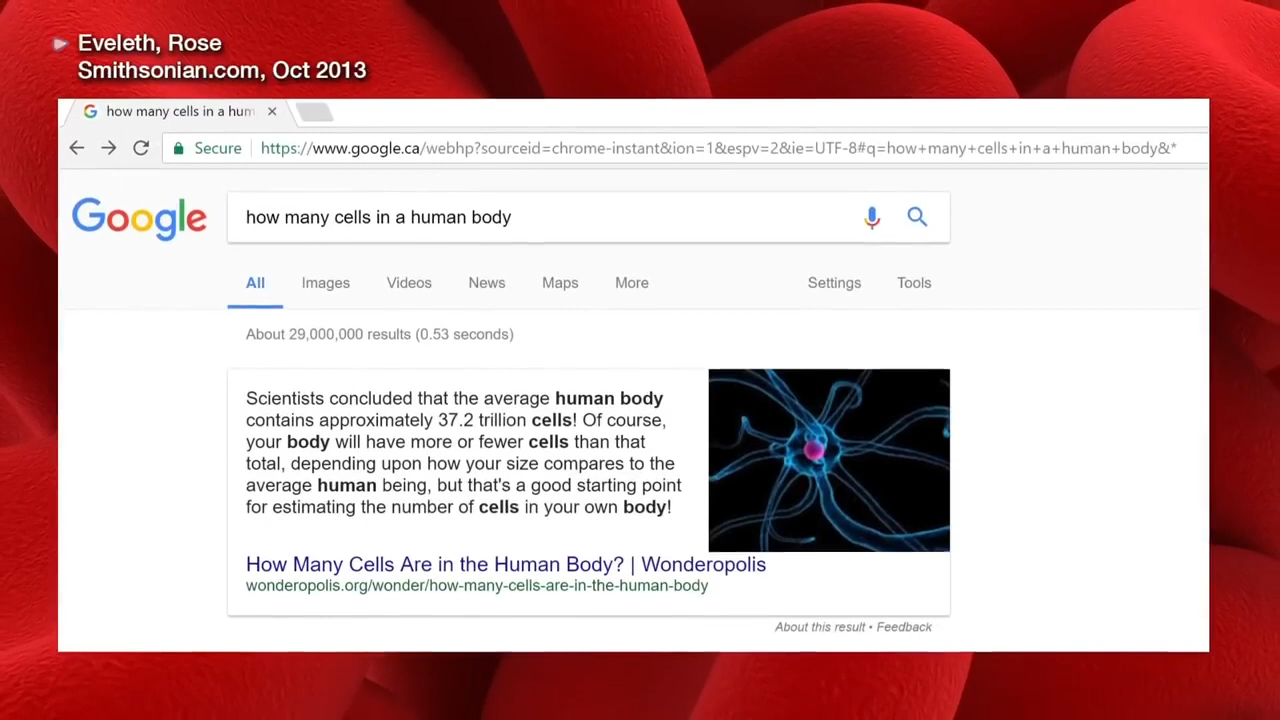 Eveleth, Rose
Smithsonian.com, Oct 2013
how many cells in a hum
Secure https://www.google.ca/webhp?sourceid=chrome-instant&ion=1&espv=2&ie=UTF-8#q=how+many+cells+in+a+human+body&*
Google how many cells in a human body
All Images Videos News Maps More Settings Tools
About 29,000,000 results (0.53 seconds)
Scientists concluded that the average human body
contains approximately 37.2 trillion cells! Of course,
your body will have more or fewer cells than that
total, depending upon how your size compares to the
average human being, but that's a good starting point
for estimating the number of cells in your own body!
How Many Cells Are in the Human Body? | Wonderopolis
wonderopolis.org/wonder/how-many-cells-are-in-the-human-body
About this result • Feedback